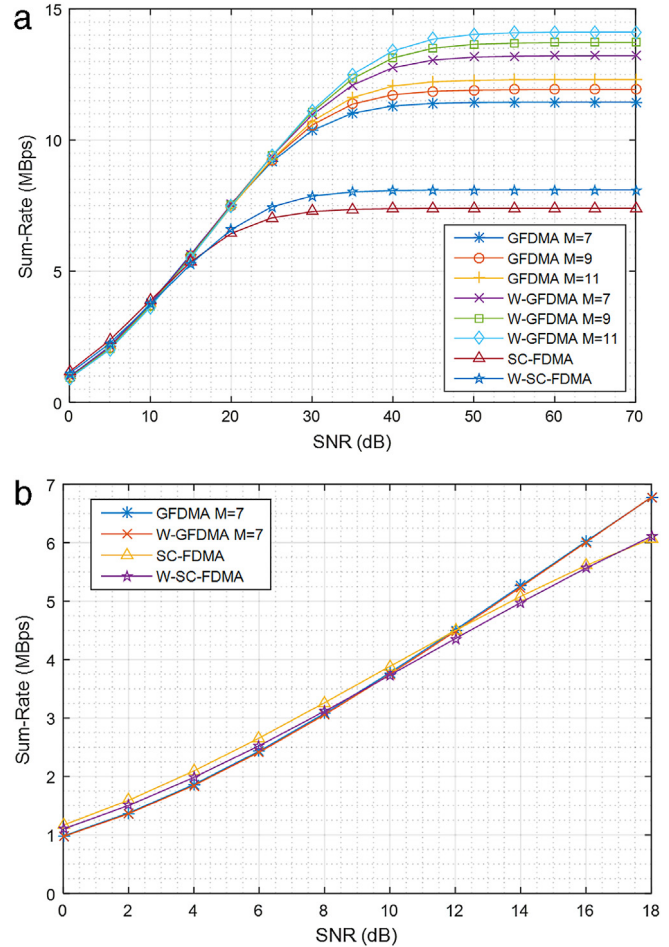 a
15
10
5
0
Sum-Rate (MBps)
GFDMA M=7
GFDMA M=9
GFDMA M=11
W-GFDMA M=7
W-GFDMA M=9
W-GFDMA M=11
SC-FDMA
W-SC-FDMA
0 10 20 30 40 50 60 70
SNR (dB)
b
7
6
5
4
3
2
1
0
Sum-Rate (MBps)
GFDMA M=7
W-GFDMA M=7
SC-FDMA
W-SC-FDMA
0 2 4 6 8 10 12 14 16 18
SNR (dB)